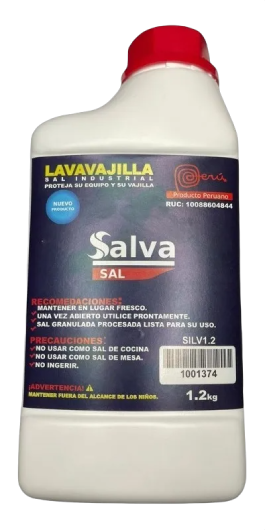 LAVAVAJILLA
SAL INDUSTRIAL
PROTEJA SU EQUIPO Y SU VAJILLA
NUEVO
PRODUCTO
Perú
Producto Peruano
RUC: 10088604844
Salva
SAL
RECOMEDACIONES:
MANTENER EN LUGAR FRESCO.
UNA VEZ ABIERTO UTILICE PRONTAMENTE.
SAL GRANULADA PROCESADA LISTA PARA SU USO.
PRECAUCIONES:
NO USAR COMO SAL DE COCINA
NO USAR COMO SAL DE MESA.
NO INGERIR.
SILV1.2
1001374
¡ADVERTENCIA!
MANTENER FUERA DEL ALCANCE DE LOS NIÑOS.
1.2kg